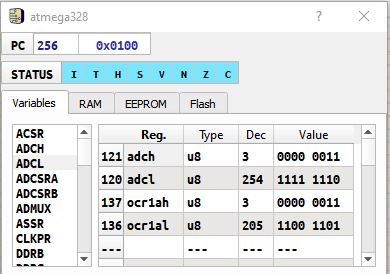 atmega328
PC 256 0x0100
STATUS I T H S V N Z C
Variables RAM EEPROM Flash
ACSR
ADCH
ADCL
ADCSRA
ADCSRB
ADMUX
ASSR
CLKPR
DDRB
Reg. Type Dec Value
121 adch u8 3 0000 0011
120 adcl u8 254 1111 1110
137 ocr1ah u8 3 0000 0011
136 ocr1al u8 205 1100 1101
--- --- --- ---